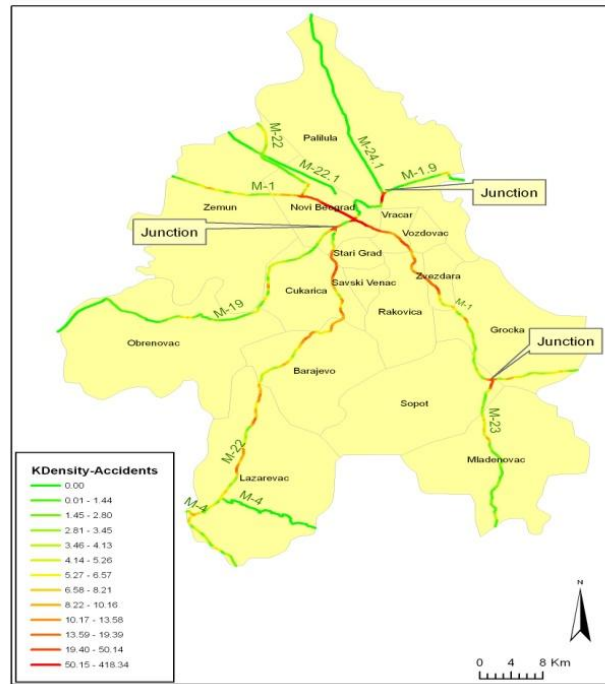 Palilula
M-22
M-24.1
M-22.1
M-1.9
M-1
Junction
Zemun
Novi Beograd
Vracar
Junction
Vozdovac
Stari Grad
Zvezdara
Cukarica
Savski Venac
M-1
M-19
Rakovica
Grocka
Obrenovac
Junction
Barajevo
Sopot
M-23
M-22
Mladenovac
Lazarevac
M-4
M-4
KDensity-Accidents
0.00
0.01 - 1.44
1.45 - 2.80
2.81 - 3.45
3.46 - 4.13
4.14 - 5.26
5.27 - 6.57
6.58 - 8.21
8.22 - 10.16
10.17 - 13.58
13.59 - 19.39
19.40 - 50.14
50.15 - 418.34
N
0 4 8 Km